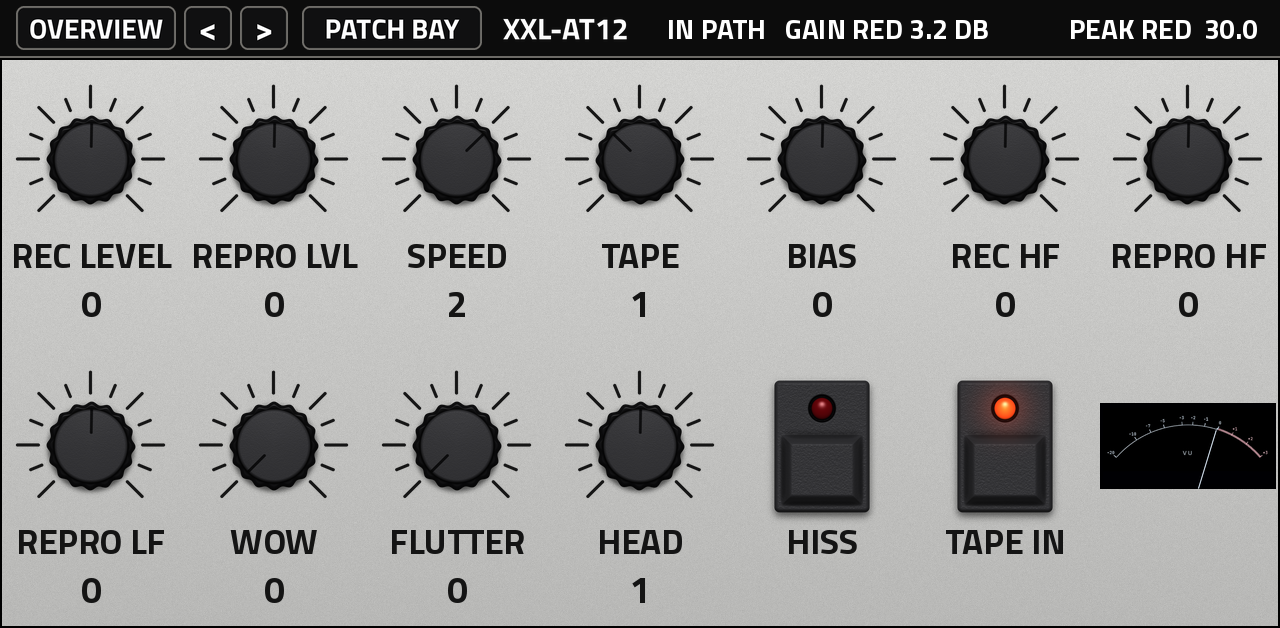 OVERVIEW < > PATCH BAY XXL-AT12 IN PATH GAIN RED 3.2 DB PEAK RED 30.0
REC LEVEL REPRO LVL SPEED TAPE BIAS REC HF REPRO HF
0 0 2 1 0 0 0
VU
REPRO LF WOW FLUTTER HEAD HISS TAPE IN
0 0 0 1